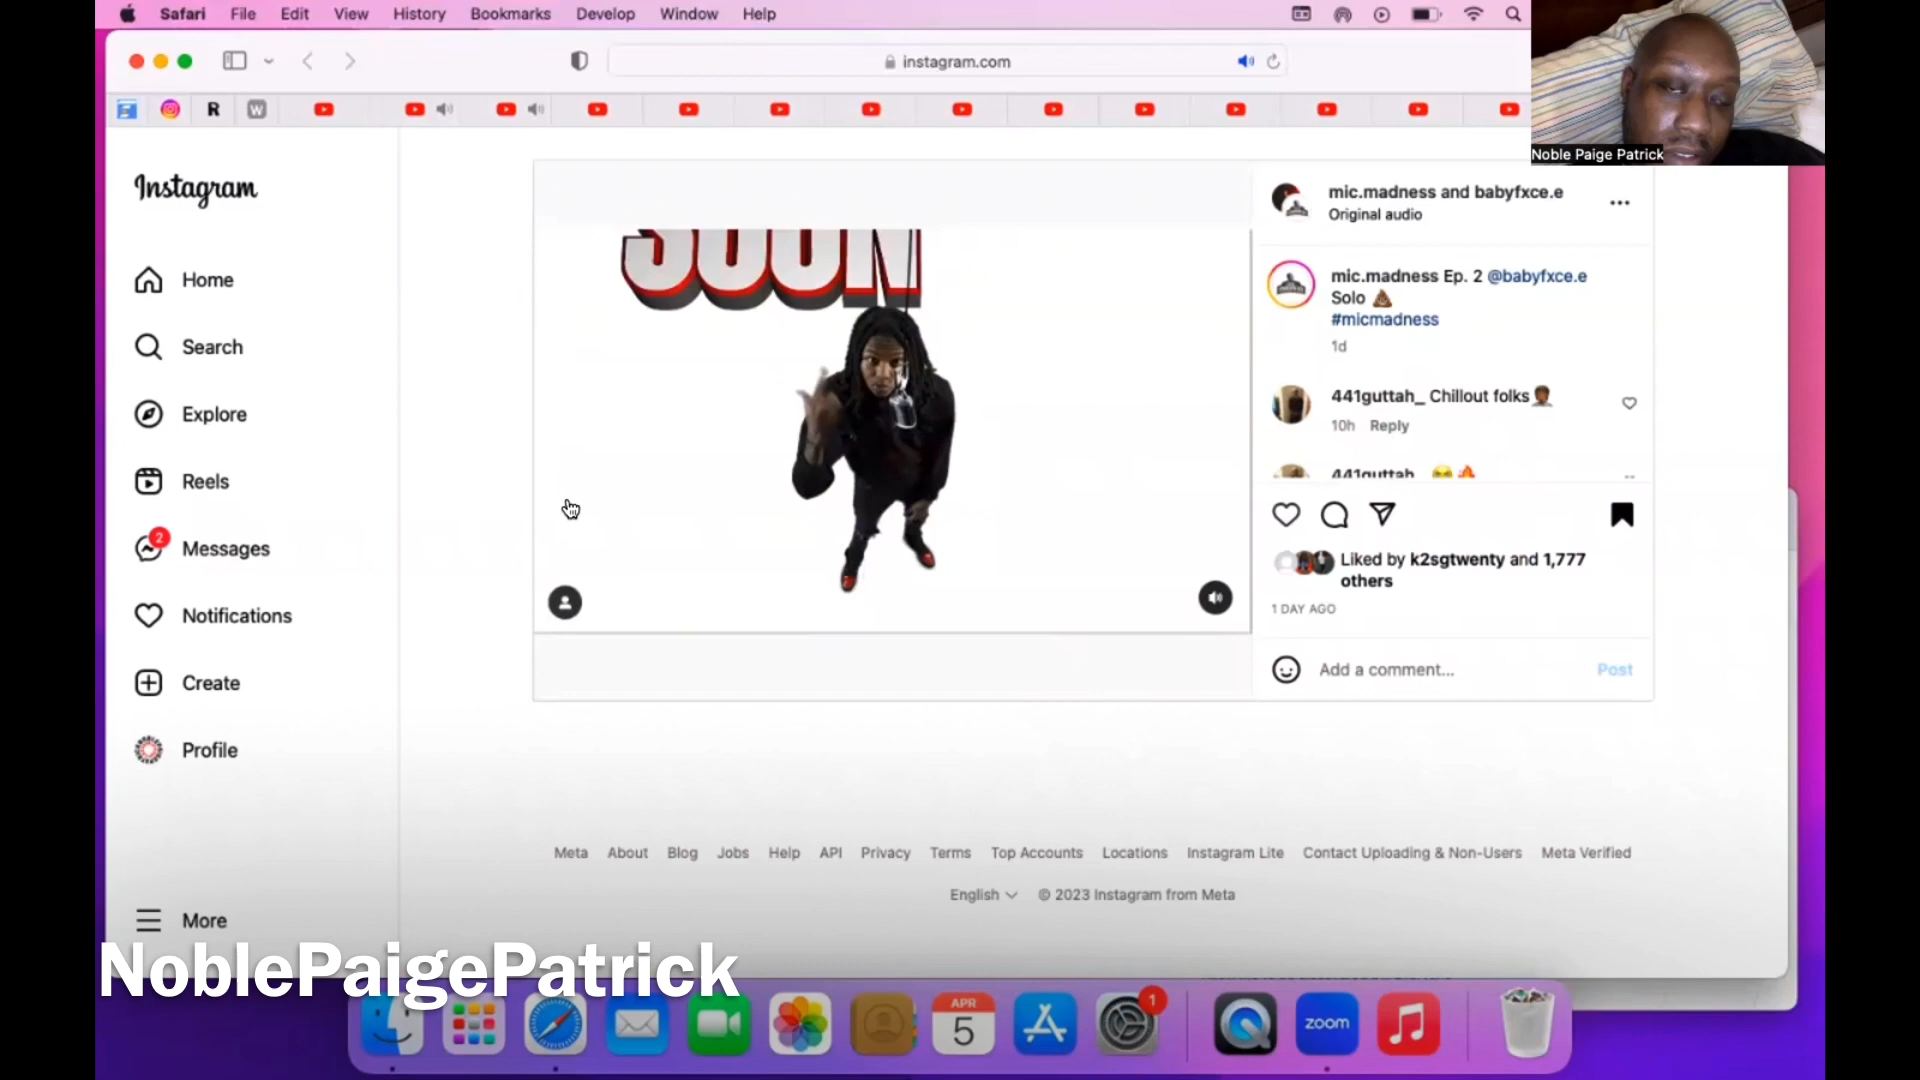 Safari File Edit View History Bookmarks Develop Window Help
instagram.com
R
W
Noble Paige Patrick
Instagram
Home
Search
Explore
Reels
2
Messages
Notifications
Create
Profile
More
SOON
mic.madness and babyfxce.e
Original audio
mic.madness Ep. 2 @babyfxce.e
Solo 💩
#micmadness
1d
441guttah_ Chillout folks
10h Reply
441guttah_
Liked by k2sgtwenty and 1,777
others
1 DAY AGO
Add a comment... Post
Meta About Blog Jobs Help API Privacy Terms Top Accounts Locations Instagram Lite Contact Uploading & Non-Users Meta Verified
English © 2023 Instagram from Meta
NoblePaigePatrick
APR
5
1
zoom